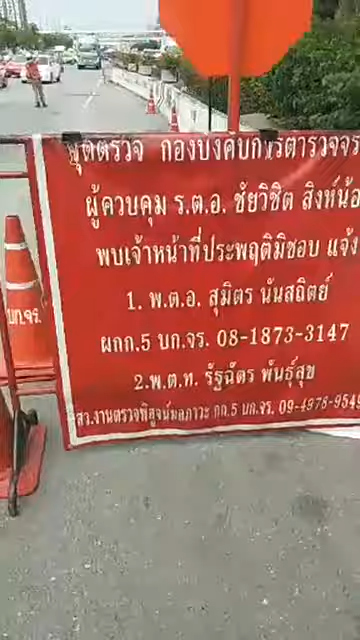 จุดตรวจ กองบังคับการตำรวจจร
ผู้ควบคุม ร.ต.อ. ชัยวิชิต สิงห์น้อ
พบเจ้าหน้าที่ประพฤติมิชอบ แจ้ง
1. พ.ต.อ. สุมิตร นันสถิตย์
ผกก.5 บก.จร. 08-1873-3147
2.พ.ต.ท. รัฐฉัตร พันธุ์สุข
สว.งานตรวจพิสูจน์มลภาวะ กก.5 บก.จร. 09-4978-9549
บก.จร.